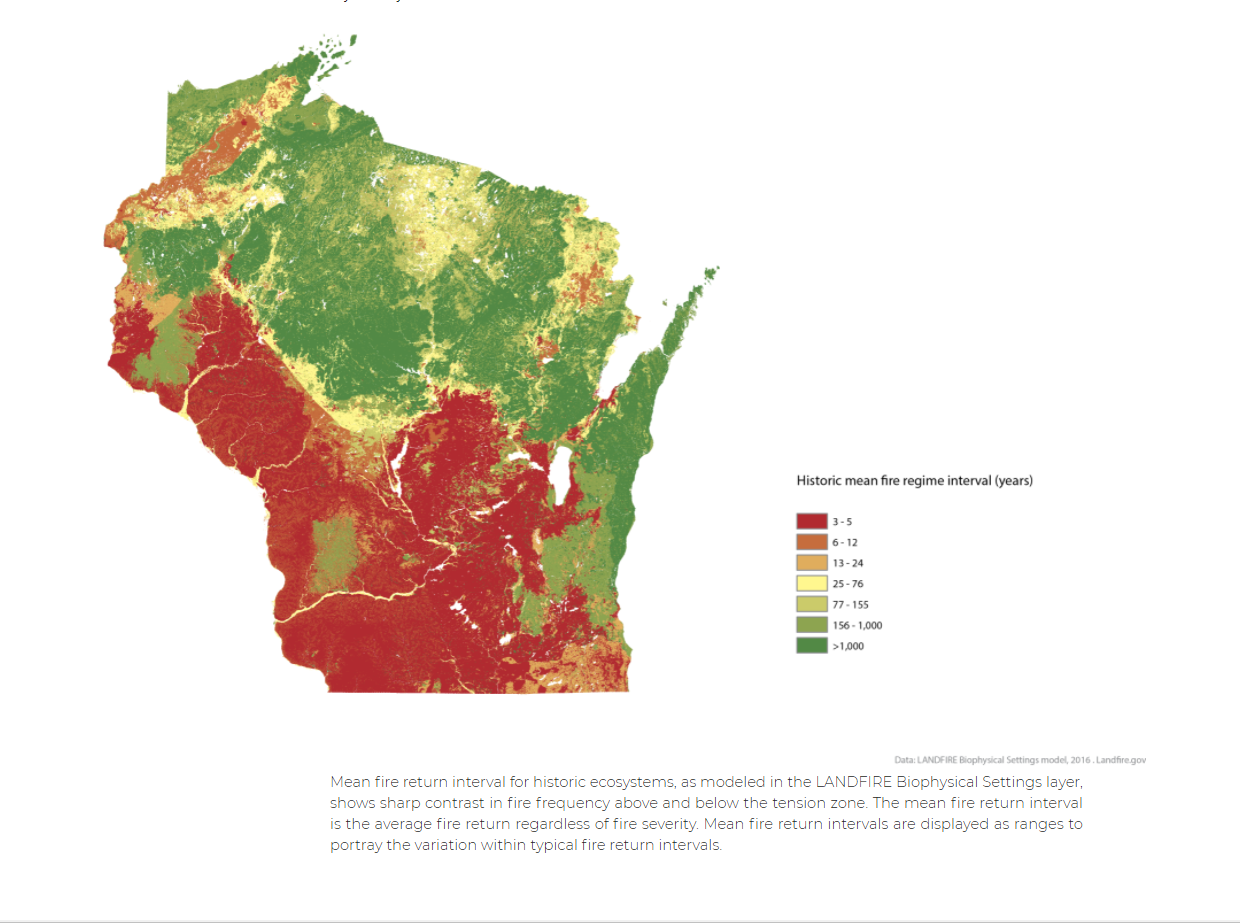 Historic mean fire regime interval (years)
3 - 5
6 - 12
13 - 24
25 - 76
77 - 155
156 - 1,000
>1,000
Data: LANDFIRE Biophysical Settings model, 2016 . Landfire.gov
Mean fire return interval for historic ecosystems, as modeled in the LANDFIRE Biophysical Settings layer,
shows sharp contrast in fire frequency above and below the tension zone. The mean fire return interval
is the average fire return regardless of fire severity. Mean fire return intervals are displayed as ranges to
portray the variation within typical fire return intervals.